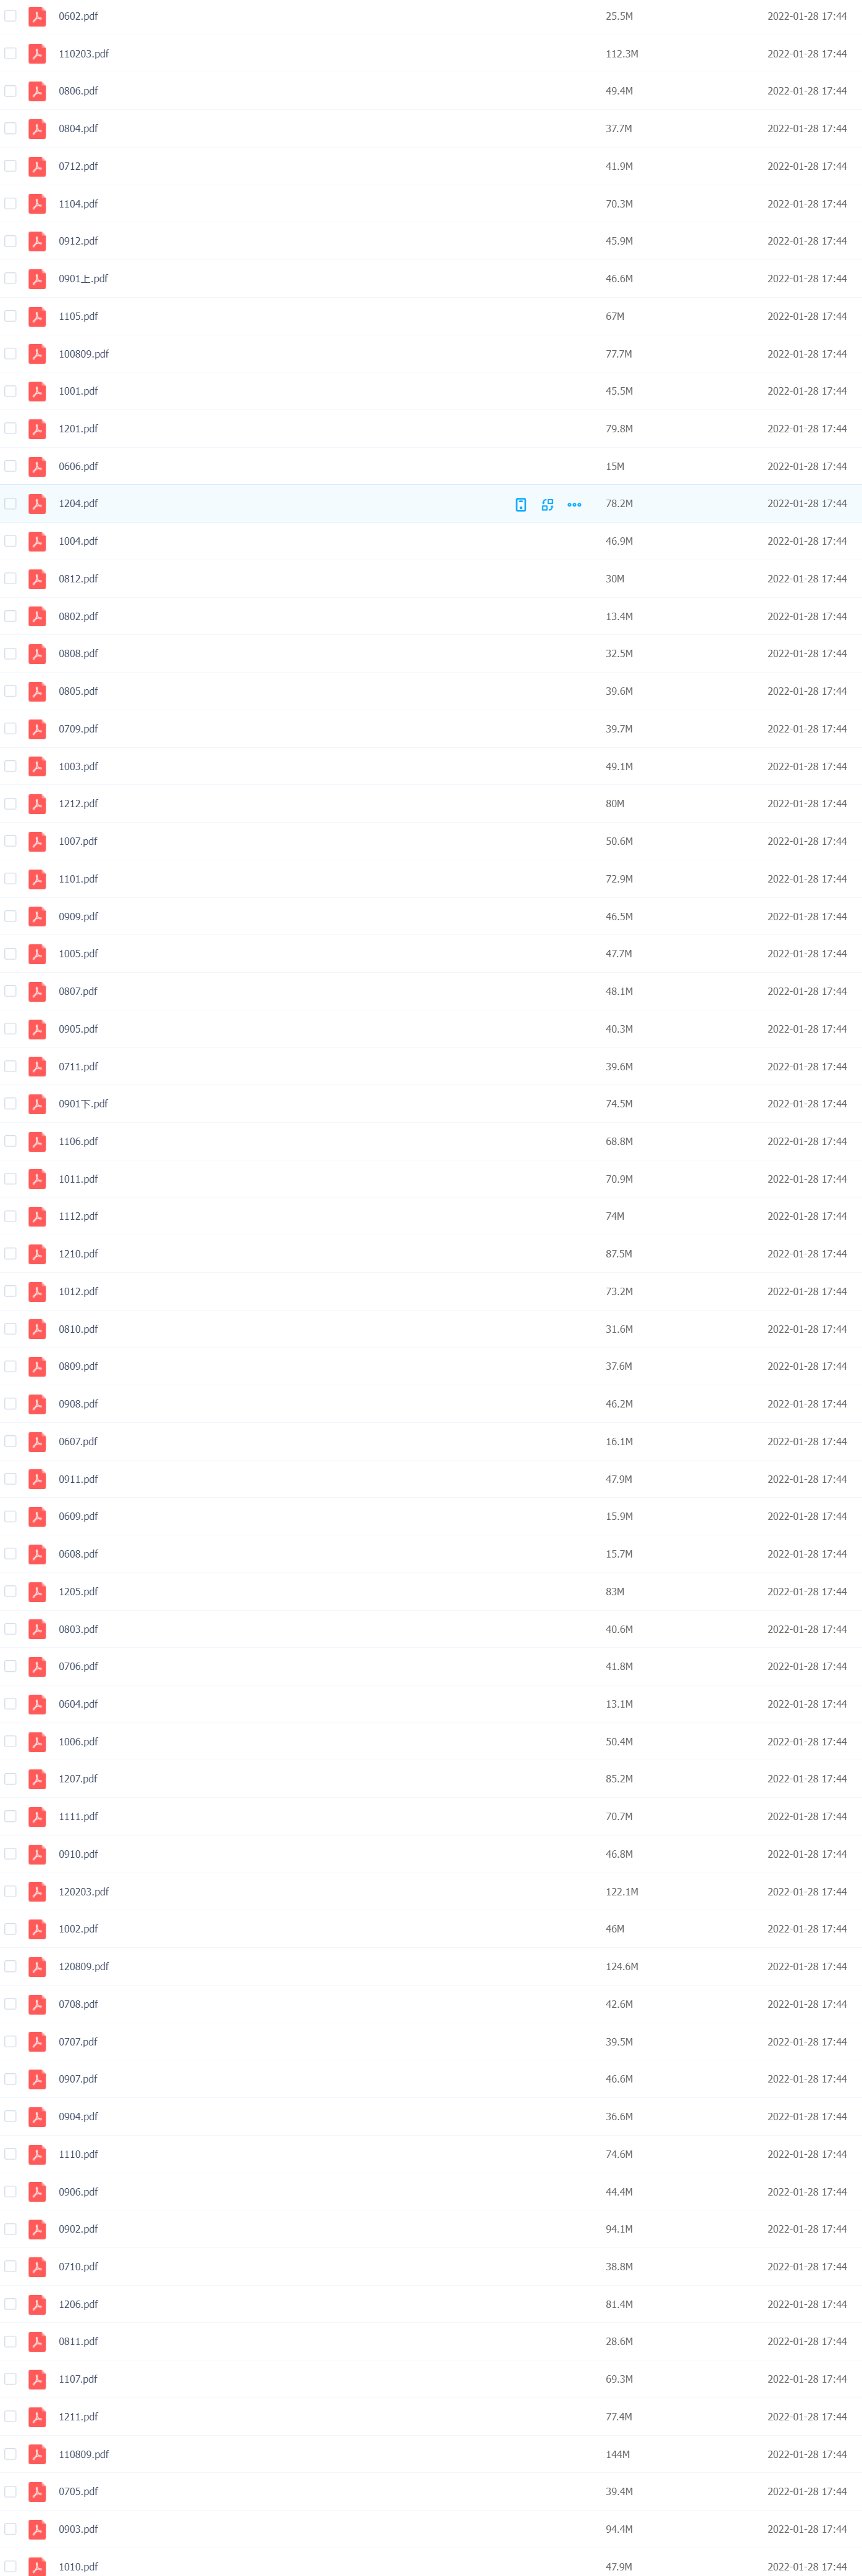 0602.pdf 25.5M 2022-01-28 17:44
110203.pdf 112.3M 2022-01-28 17:44
0806.pdf 49.4M 2022-01-28 17:44
0804.pdf 37.7M 2022-01-28 17:44
0712.pdf 41.9M 2022-01-28 17:44
1104.pdf 70.3M 2022-01-28 17:44
0912.pdf 45.9M 2022-01-28 17:44
0901上.pdf 46.6M 2022-01-28 17:44
1105.pdf 67M 2022-01-28 17:44
100809.pdf 77.7M 2022-01-28 17:44
1001.pdf 45.5M 2022-01-28 17:44
1201.pdf 79.8M 2022-01-28 17:44
0606.pdf 15M 2022-01-28 17:44
1204.pdf 78.2M 2022-01-28 17:44
1004.pdf 46.9M 2022-01-28 17:44
0812.pdf 30M 2022-01-28 17:44
0802.pdf 13.4M 2022-01-28 17:44
0808.pdf 32.5M 2022-01-28 17:44
0805.pdf 39.6M 2022-01-28 17:44
0709.pdf 39.7M 2022-01-28 17:44
1003.pdf 49.1M 2022-01-28 17:44
1212.pdf 80M 2022-01-28 17:44
1007.pdf 50.6M 2022-01-28 17:44
1101.pdf 72.9M 2022-01-28 17:44
0909.pdf 46.5M 2022-01-28 17:44
1005.pdf 47.7M 2022-01-28 17:44
0807.pdf 48.1M 2022-01-28 17:44
0905.pdf 40.3M 2022-01-28 17:44
0711.pdf 39.6M 2022-01-28 17:44
0901下.pdf 74.5M 2022-01-28 17:44
1106.pdf 68.8M 2022-01-28 17:44
1011.pdf 70.9M 2022-01-28 17:44
1112.pdf 74M 2022-01-28 17:44
1210.pdf 87.5M 2022-01-28 17:44
1012.pdf 73.2M 2022-01-28 17:44
0810.pdf 31.6M 2022-01-28 17:44
0809.pdf 37.6M 2022-01-28 17:44
0908.pdf 46.2M 2022-01-28 17:44
0607.pdf 16.1M 2022-01-28 17:44
0911.pdf 47.9M 2022-01-28 17:44
0609.pdf 15.9M 2022-01-28 17:44
0608.pdf 15.7M 2022-01-28 17:44
1205.pdf 83M 2022-01-28 17:44
0803.pdf 40.6M 2022-01-28 17:44
0706.pdf 41.8M 2022-01-28 17:44
0604.pdf 13.1M 2022-01-28 17:44
1006.pdf 50.4M 2022-01-28 17:44
1207.pdf 85.2M 2022-01-28 17:44
1111.pdf 70.7M 2022-01-28 17:44
0910.pdf 46.8M 2022-01-28 17:44
120203.pdf 122.1M 2022-01-28 17:44
1002.pdf 46M 2022-01-28 17:44
120809.pdf 124.6M 2022-01-28 17:44
0708.pdf 42.6M 2022-01-28 17:44
0707.pdf 39.5M 2022-01-28 17:44
0907.pdf 46.6M 2022-01-28 17:44
0904.pdf 36.6M 2022-01-28 17:44
1110.pdf 74.6M 2022-01-28 17:44
0906.pdf 44.4M 2022-01-28 17:44
0902.pdf 94.1M 2022-01-28 17:44
0710.pdf 38.8M 2022-01-28 17:44
1206.pdf 81.4M 2022-01-28 17:44
0811.pdf 28.6M 2022-01-28 17:44
1107.pdf 69.3M 2022-01-28 17:44
1211.pdf 77.4M 2022-01-28 17:44
110809.pdf 144M 2022-01-28 17:44
0705.pdf 39.4M 2022-01-28 17:44
0903.pdf 94.4M 2022-01-28 17:44
1010.pdf 47.9M 2022-01-28 17:44